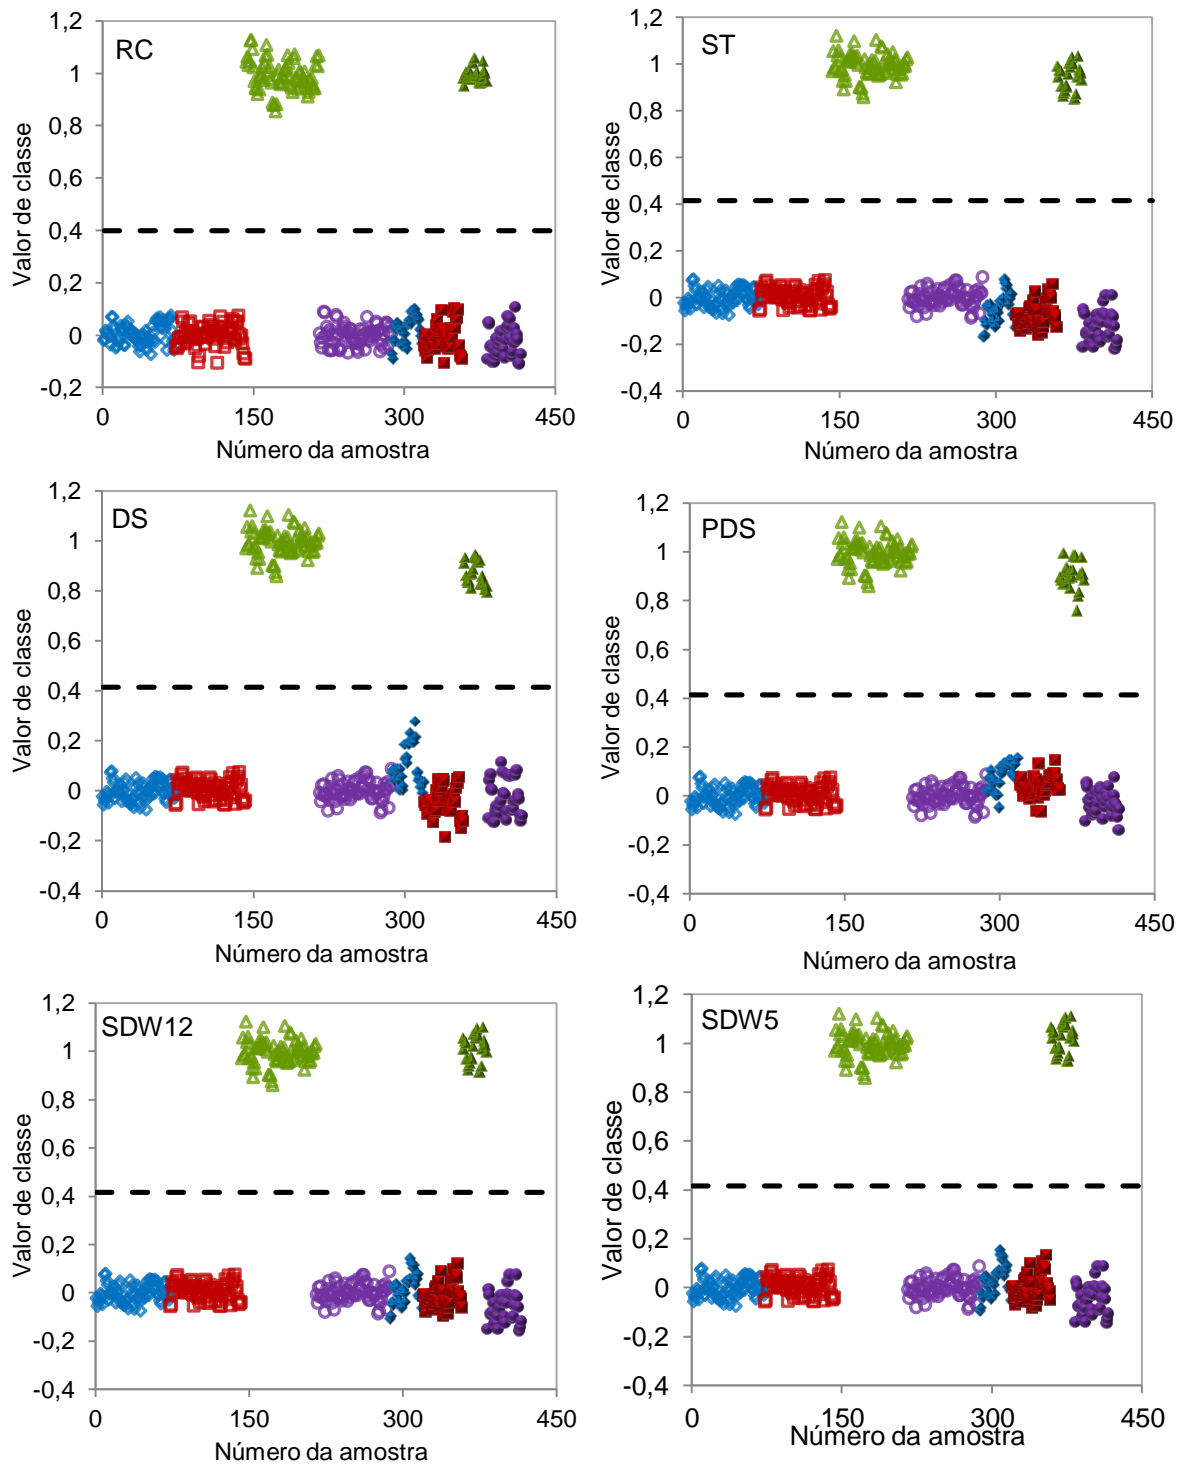 RC
Valor de classe
1,2
1
0,8
0,6
0,4
0,2
0
-0,2
0 150 300 450
Número da amostra
ST
Valor de classe
1,2
1
0,8
0,6
0,4
0,2
0
-0,2
-0,4
0 150 300 450
Número da amostra
DS
Valor de classe
1,2
1
0,8
0,6
0,4
0,2
0
-0,2
-0,4
0 150 300 450
Número da amostra
PDS
Valor de classe
1,2
1
0,8
0,6
0,4
0,2
0
-0,2
-0,4
0 150 300 450
Número da amostra
SDW12
Valor de classe
1,2
1
0,8
0,6
0,4
0,2
0
-0,2
-0,4
0 150 300 450
Número da amostra
SDW5
Valor de classe
1,2
1
0,8
0,6
0,4
0,2
0
-0,2
-0,4
0 150 300 450
Número da amostra